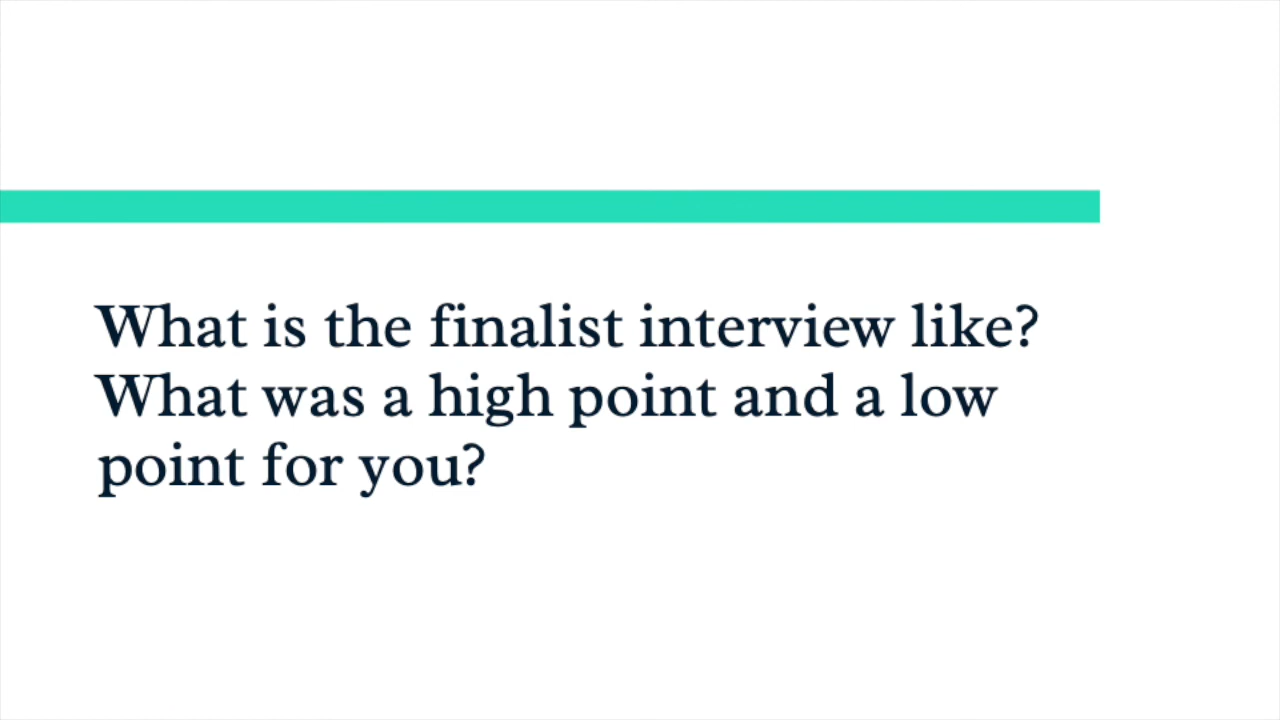 What is the finalist interview like?
What was a high point and a low
point for you?